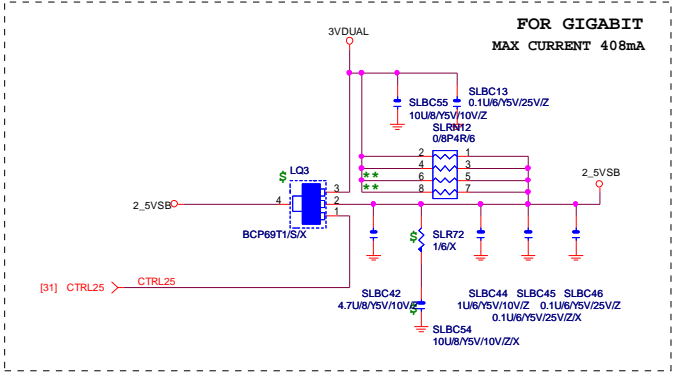 FOR GIGABIT
MAX CURRENT 408mA
3VDUAL
SLBC13
0.1U/6/Y5V/25V/Z
SLBC55
10U/8/Y5V/10V/Z
SLRN12
0/8P4R/6
2 1
4 3
6 5
8 7
**
**
$
LQ3
3
2
1
4
2_5VSB
2_5VSB
BCP69T1/S/X
$
SLR72
1/6/X
[31] CTRL25
CTRL25
SLBC42
4.7U/8/Y5V/10V/Z
$
SLBC54
10U/8/Y5V/10V/Z/X
SLBC44 SLBC45 SLBC46
1U/6/Y5V/10V/Z 0.1U/6/Y5V/25V/Z
0.1U/6/Y5V/25V/Z/X